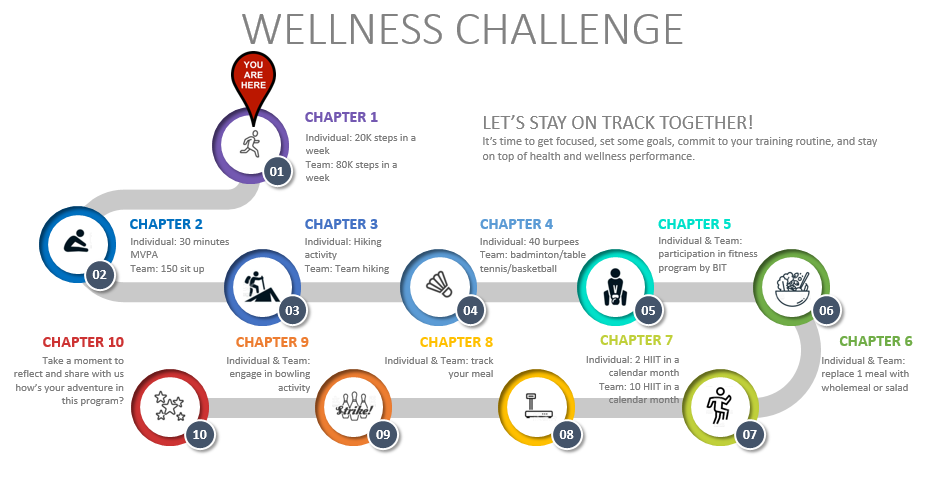 WELLNESS CHALLENGE
YOU
ARE
HERE
CHAPTER 1
Individual: 20K steps in a
week
Team: 80K steps in a
week
01
LET'S STAY ON TRACK TOGETHER!
It's time to get focused, set some goals, commit to your training routine, and stay
on top of health and wellness performance.
CHAPTER 2
Individual: 30 minutes
MVPA
Team: 150 sit up
02
CHAPTER 3
Individual: Hiking
activity
Team: Team hiking
03
CHAPTER 4
Individual: 40 burpees
Team: badminton/table
tennis/basketball
04
CHAPTER 5
Individual & Team:
participation in fitness
program by BIT
05
06
CHAPTER 6
Individual & Team:
replace 1 meal with
wholemeal or salad
CHAPTER 7
Individual: 2 HIIT in a
calendar month
Team: 10 HIIT in a
calendar month
07
CHAPTER 8
Individual & Team: track
your meal
08
CHAPTER 9
Individual & Team:
engage in bowling
activity
Strike!
09
CHAPTER 10
Take a moment to
reflect and share with us
how's your adventure in
this program?
10